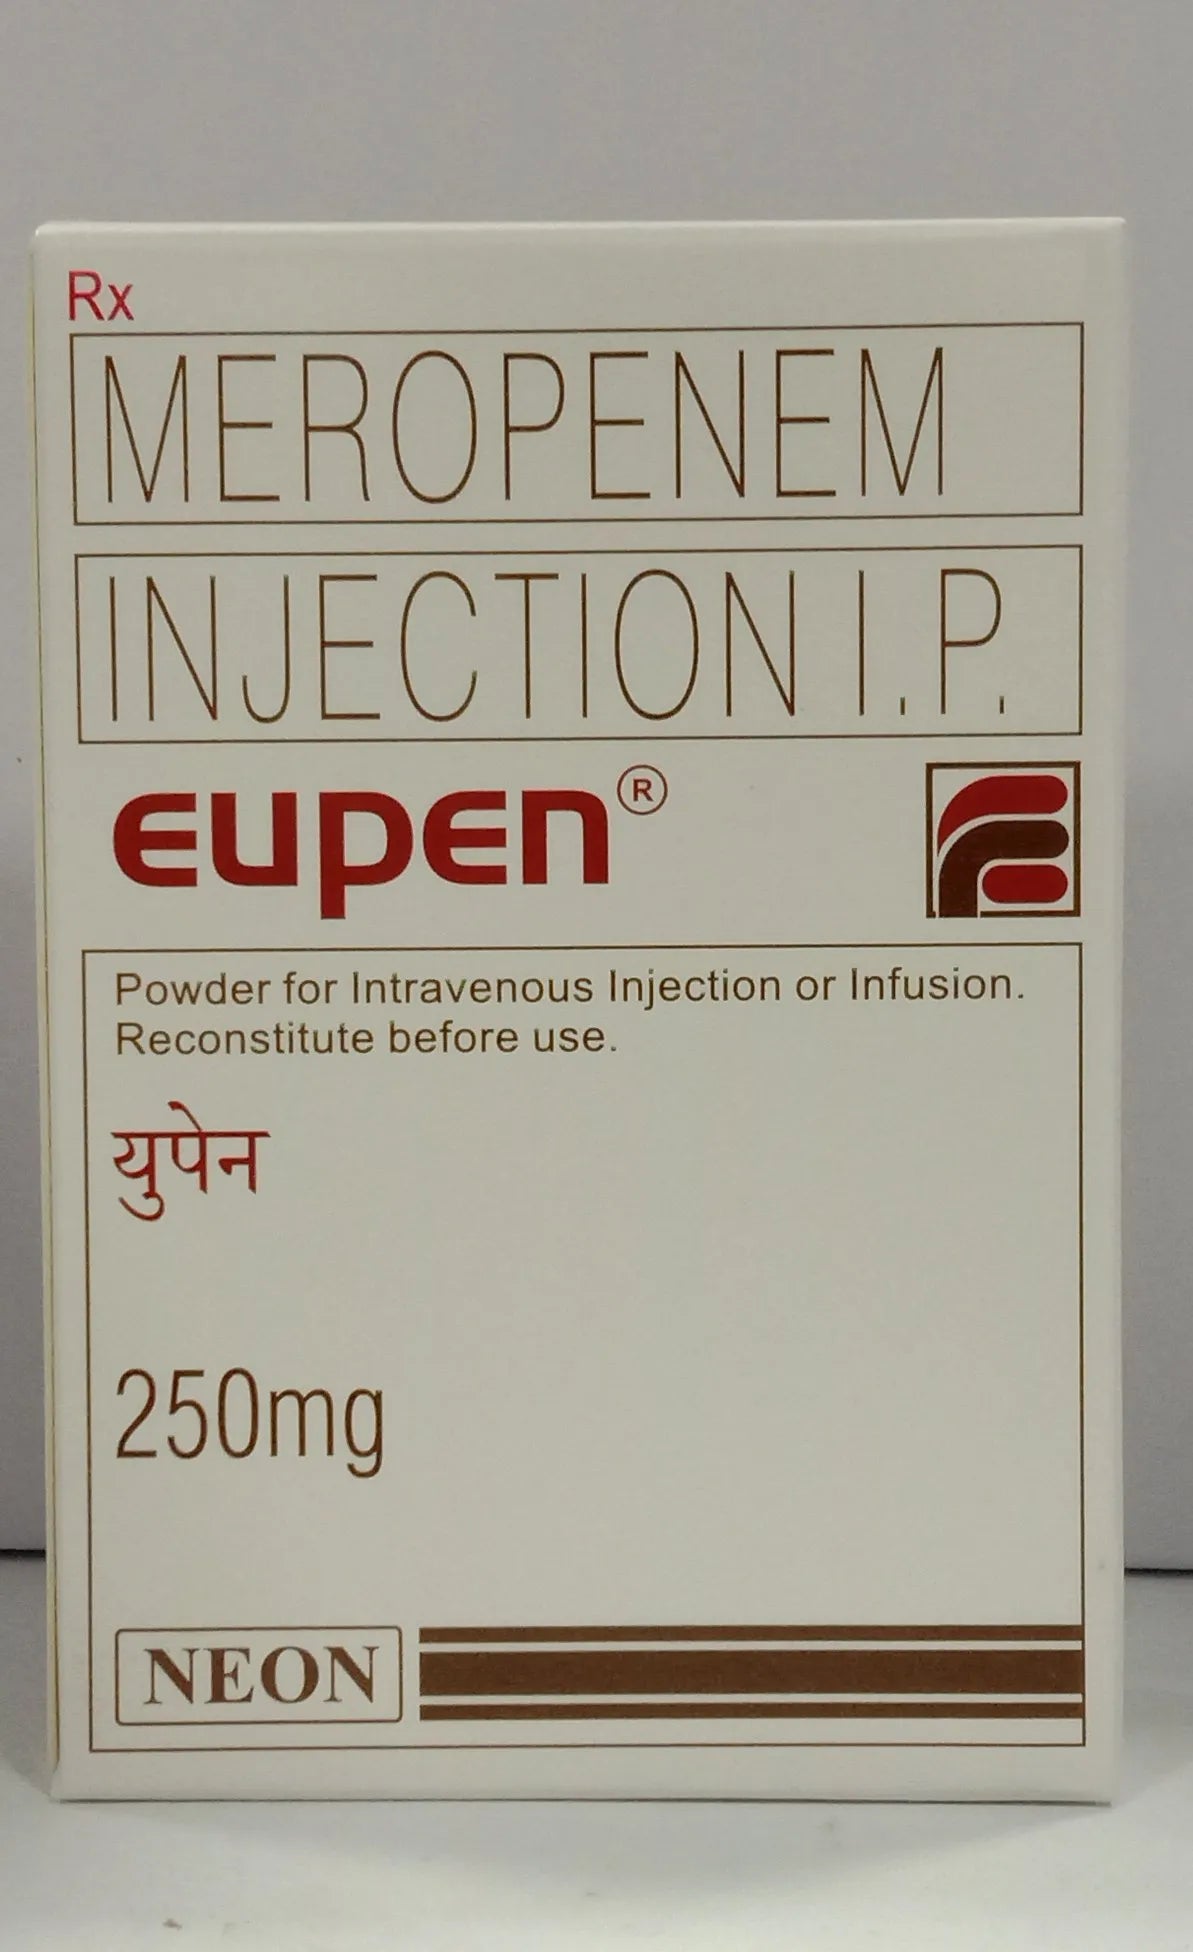 Rx
MEROPENEM
INJECTION I.P.
EUPEN®
Powder for Intravenous Injection or Infusion.
Reconstitute before use.
युपेन
250mg
NEON